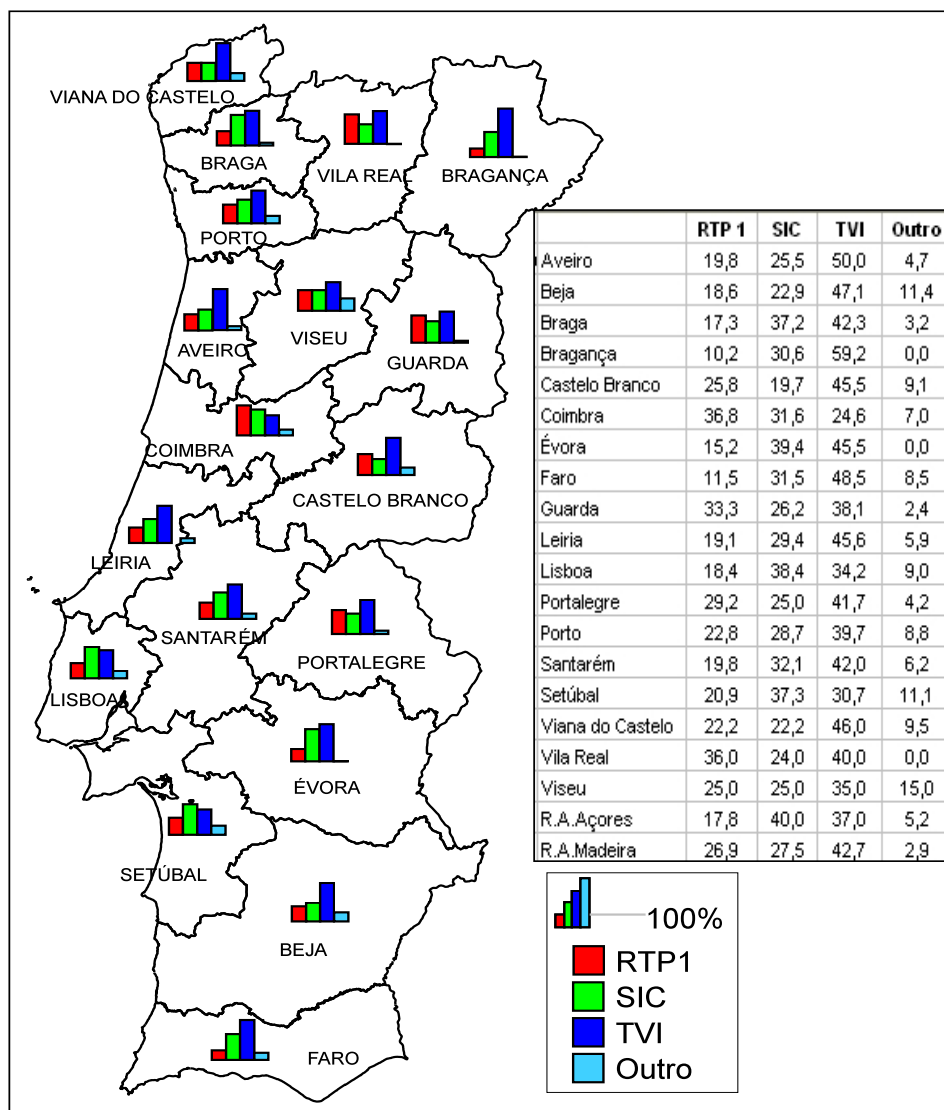 VIANA DO CASTELO
BRAGA
VILA REAL
BRAGANÇA
PORTO
AVEIRO
VISEU
GUARDA
COIMBRA
CASTELO BRANCO
LEIRIA
SANTARÉM
PORTALEGRE
LISBOA
ÉVORA
SETÚBAL
BEJA
FARO
RTP 1 SIC TVI Outro
Aveiro 19,8 25,5 50,0 4,7
Beja 18,6 22,9 47,1 11,4
Braga 17,3 37,2 42,3 3,2
Bragança 10,2 30,6 59,2 0,0
Castelo Branco 25,8 19,7 45,5 9,1
Coimbra 36,8 31,6 24,6 7,0
Évora 15,2 39,4 45,5 0,0
Faro 11,5 31,5 48,5 8,5
Guarda 33,3 26,2 38,1 2,4
Leiria 19,1 29,4 45,6 5,9
Lisboa 18,4 38,4 34,2 9,0
Portalegre 29,2 25,0 41,7 4,2
Porto 22,8 28,7 39,7 8,8
Santarém 19,8 32,1 42,0 6,2
Setúbal 20,9 37,3 30,7 11,1
Viana do Castelo 22,2 22,2 46,0 9,5
Vila Real 36,0 24,0 40,0 0,0
Viseu 25,0 25,0 35,0 15,0
R.A.Açores 17,8 40,0 37,0 5,2
R.A.Madeira 26,9 27,5 42,7 2,9
100%
RTP1
SIC
TVI
Outro